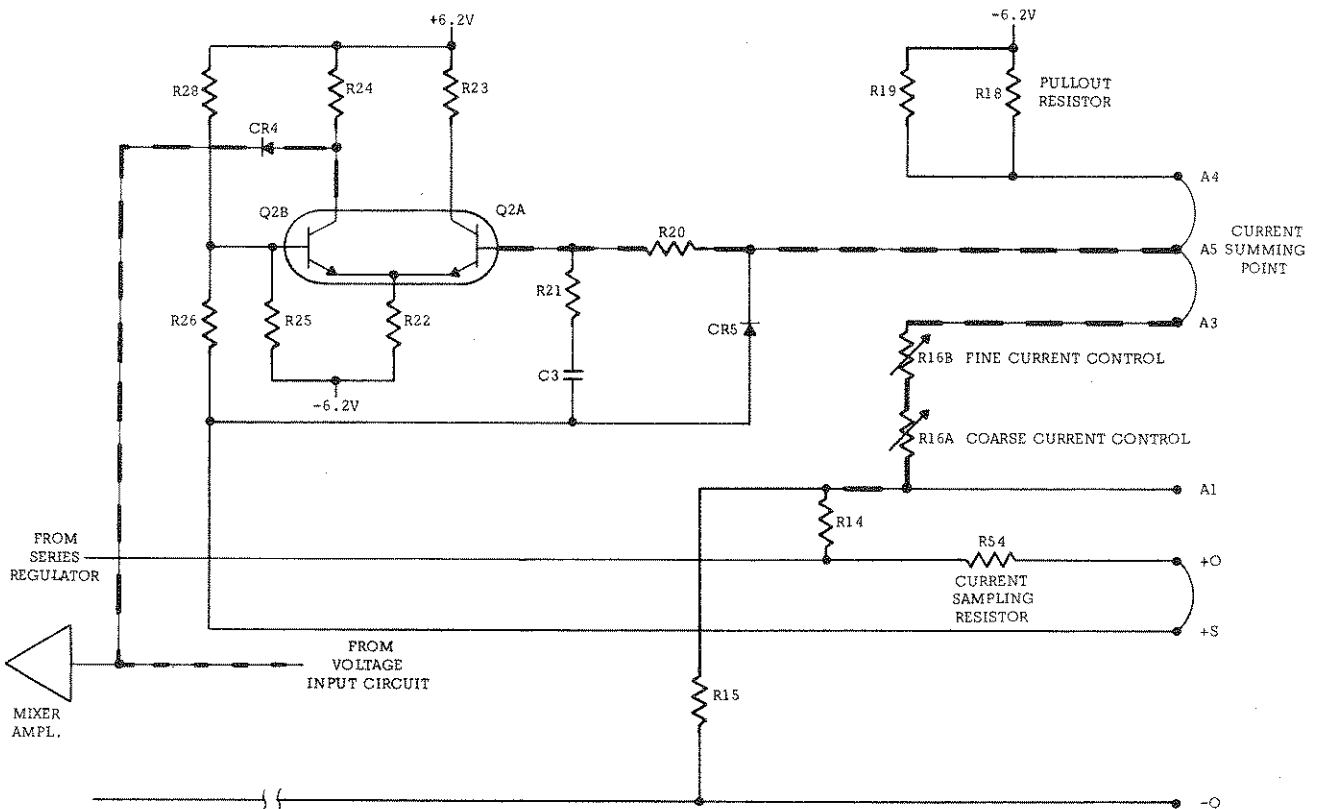 +6.2V
-6.2V
R28
R24
R23
R19
R18
PULLOUT
RESISTOR
CR4
A4
Q2B
Q2A
R20
A5
CURRENT
SUMMING
POINT
R26
R25
R22
R21
CR5
A3
C3
R16B FINE CURRENT CONTROL
-6.2V
R16A COARSE CURRENT CONTROL
A1
R14
FROM
SERIES
REGULATOR
R54
+O
CURRENT
SAMPLING
RESISTOR
+S
FROM
VOLTAGE
INPUT CIRCUIT
MIXER
AMPL.
R15
-O